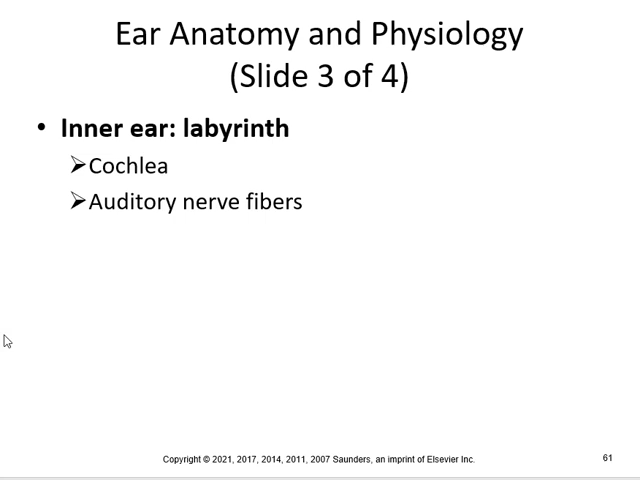 Ear Anatomy and Physiology
(Slide 3 of 4)
• Inner ear: labyrinth
➢Cochlea
➢Auditory nerve fibers
Copyright © 2021, 2017, 2014, 2011, 2007 Saunders, an imprint of Elsevier Inc.
61